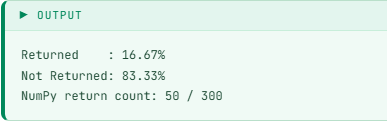 ▶ OUTPUT
Returned    : 16.67%
Not Returned: 83.33%
NumPy return count: 50 / 300